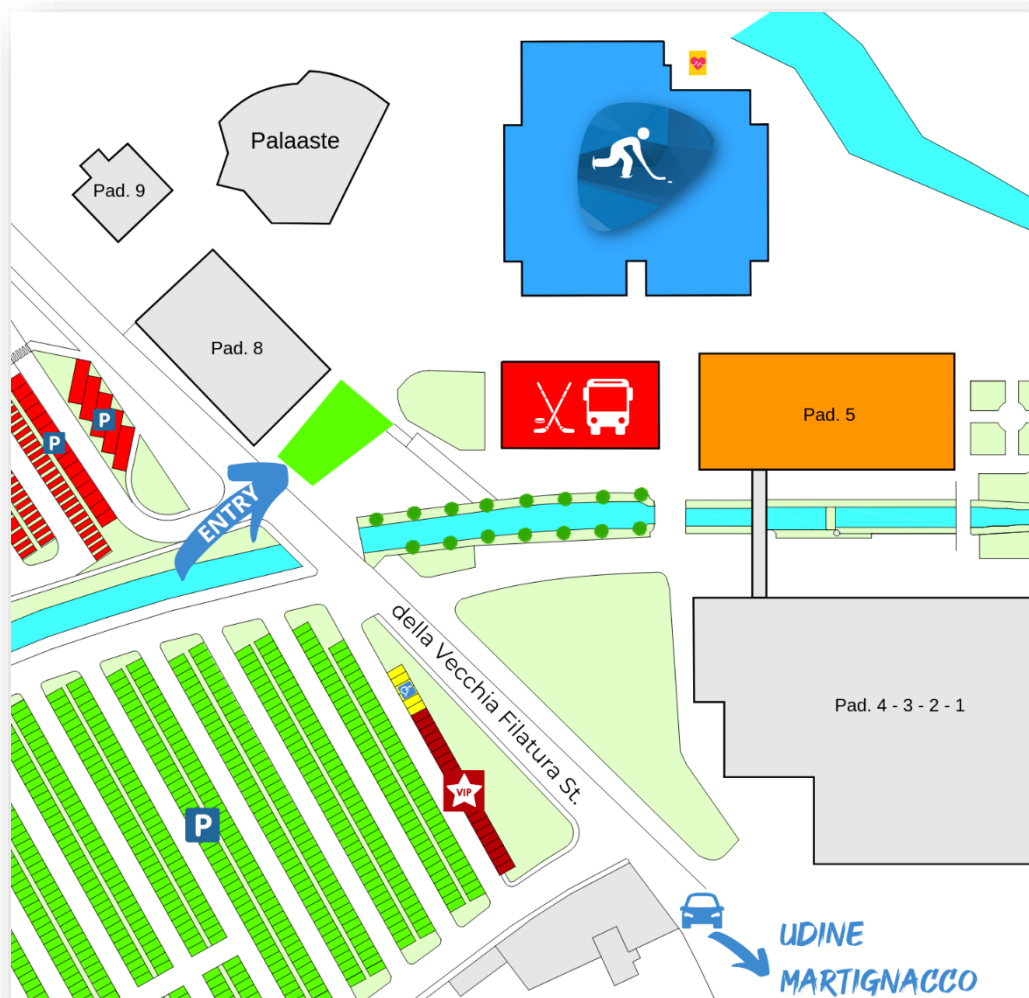 Palaaste
Pad. 9
Pad. 8
P
P
Pad. 5
ENTRY
della Vecchia Filatura St.
Pad. 4 - 3 - 2 - 1
VIP
P
UDINE
MARTIGNACCO